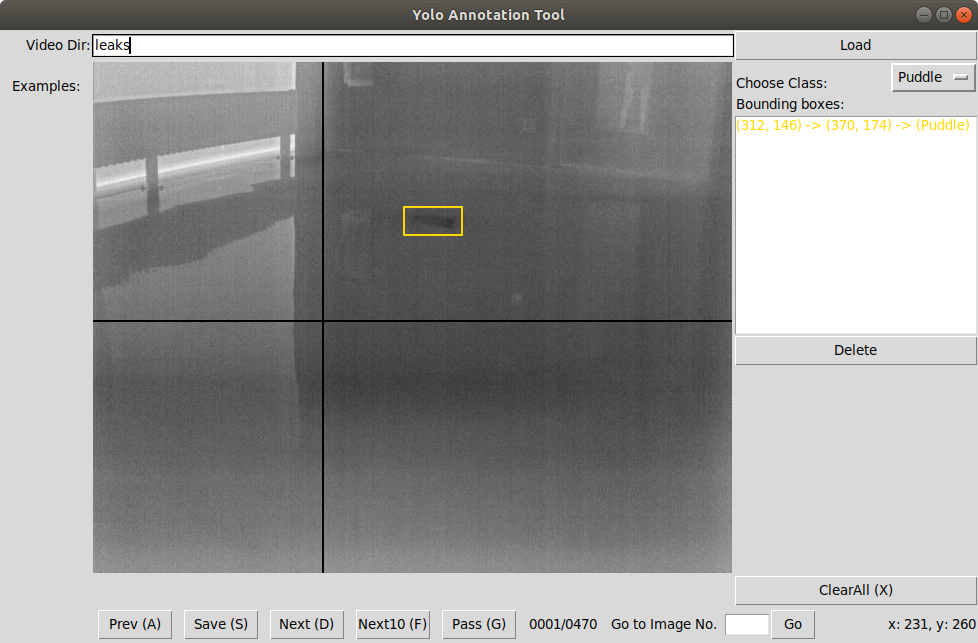 Yolo Annotation Tool
Video Dir: leaks Load
Examples: Choose Class: Puddle
Bounding boxes:
(312, 146) -> (370, 174) -> (Puddle)
Delete
ClearAll (X)
Prev (A) Save (S) Next (D) Next10 (F) Pass (G) 0001/0470 Go to Image No. Go x: 231, y: 260